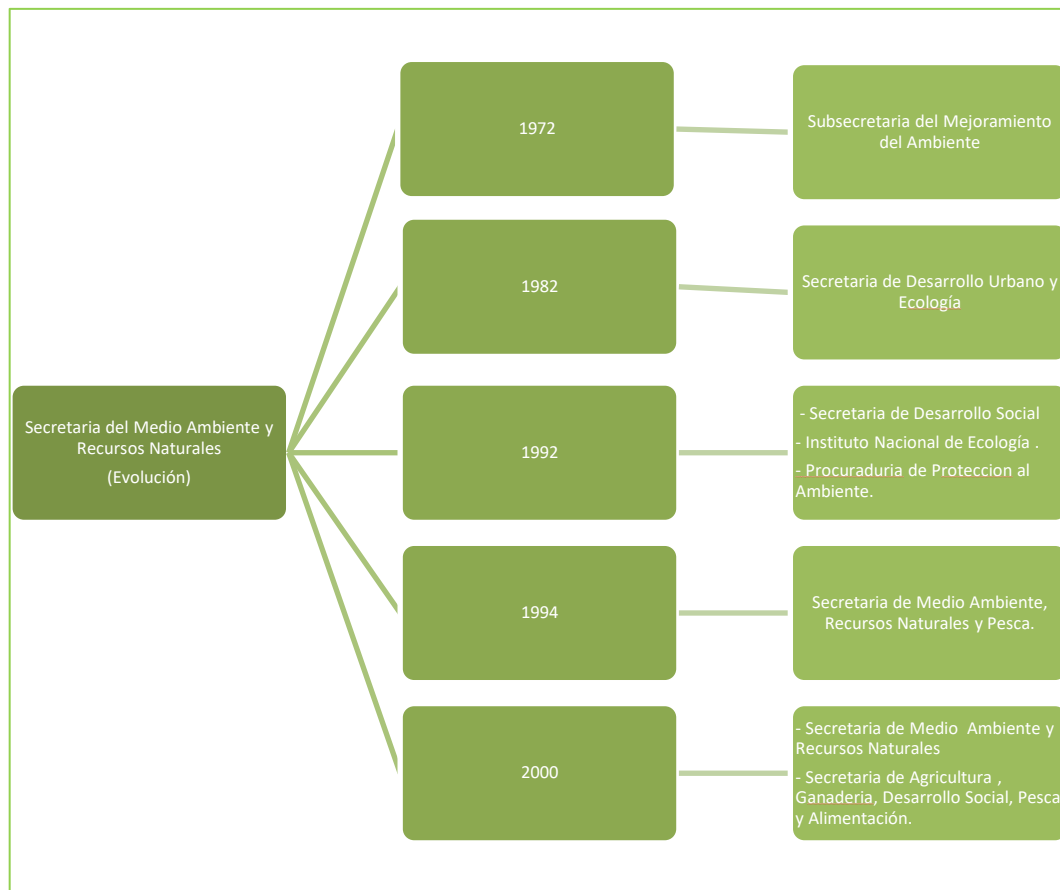 1972
Subsecretaria del Mejoramiento
del Ambiente
1982
Secretaria de Desarrollo Urbano y
Ecología
Secretaria del Medio Ambiente y
Recursos Naturales
(Evolución)
1992
- Secretaria de Desarrollo Social
- Instituto Nacional de Ecología .
- Procuraduria de Proteccion al
Ambiente.
1994
Secretaria de Medio Ambiente,
Recursos Naturales y Pesca.
2000
- Secretaria de Medio  Ambiente y
Recursos Naturales
- Secretaria de Agricultura ,
Ganaderia, Desarrollo Social, Pesca
y Alimentación.